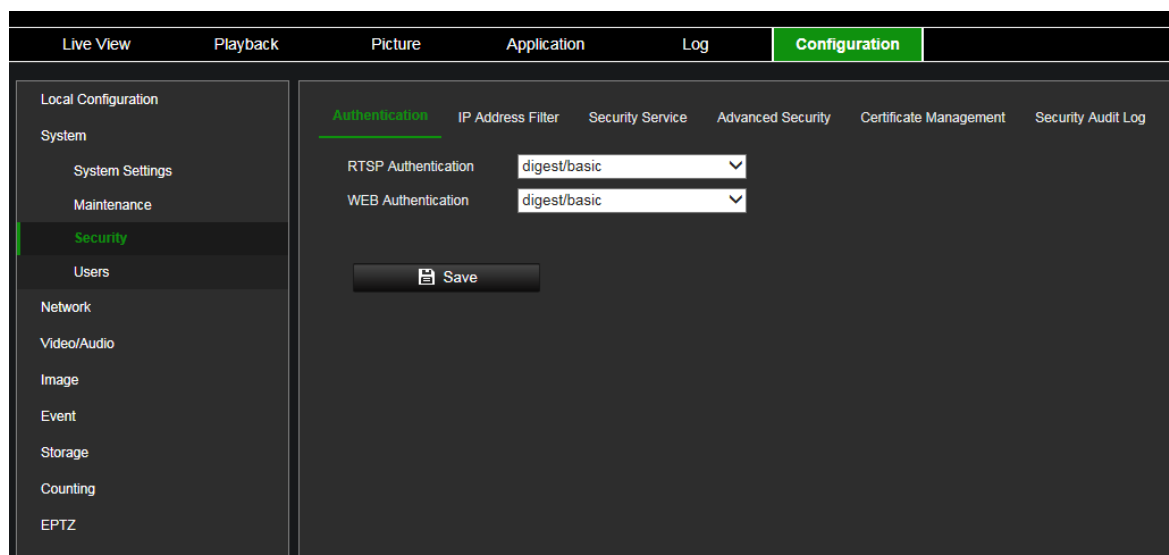 Live View Playback Picture Application Log Configuration
Local Configuration
System
System Settings
Maintenance
Security
Users
Network
Video/Audio
Image
Event
Storage
Counting
EPTZ
Authentication IP Address Filter Security Service Advanced Security Certificate Management Security Audit Log
RTSP Authentication digest/basic
WEB Authentication digest/basic
Save